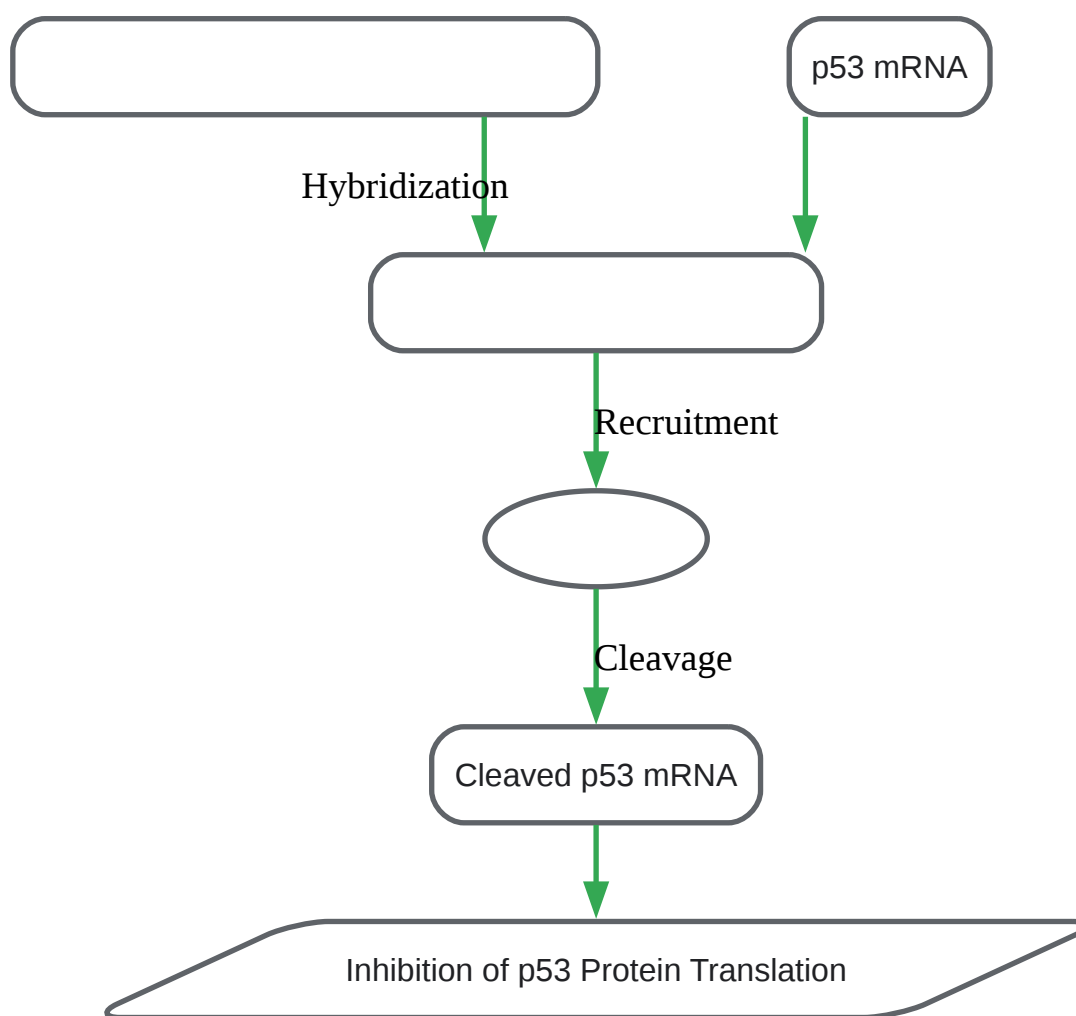 p53 mRNA
Hybridization
Recruitment
Cleavage
Cleaved p53 mRNA
Inhibition of p53 Protein Translation